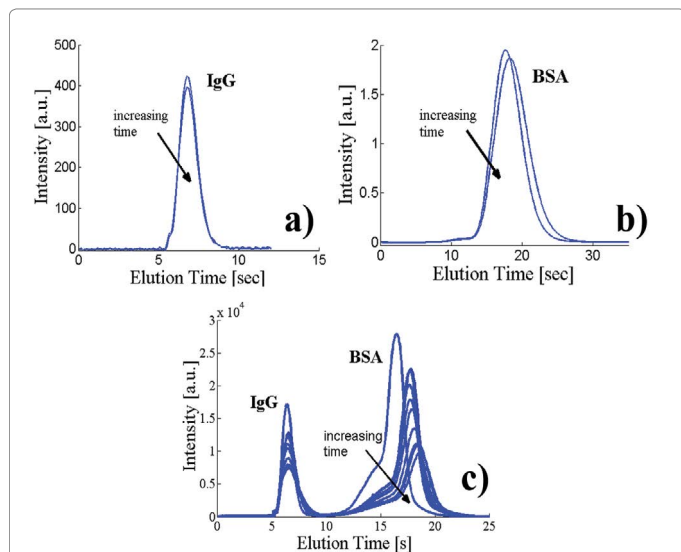 500
400
300
200
100
0
0 5 10 15
Intensity [a.u.]
Elution Time [sec]
IgG
increasing
time
a)
2
1.5
1
0.5
0
0 10 20 30
Intensity [a.u.]
Elution Time [sec]
BSA
increasing
time
b)
3 x 10^4
2.5
2
1.5
1
0.5
0
0 5 10 15 20 25
Intensity [a.u.]
Elution Time [s]
IgG
BSA
increasing
time
c)